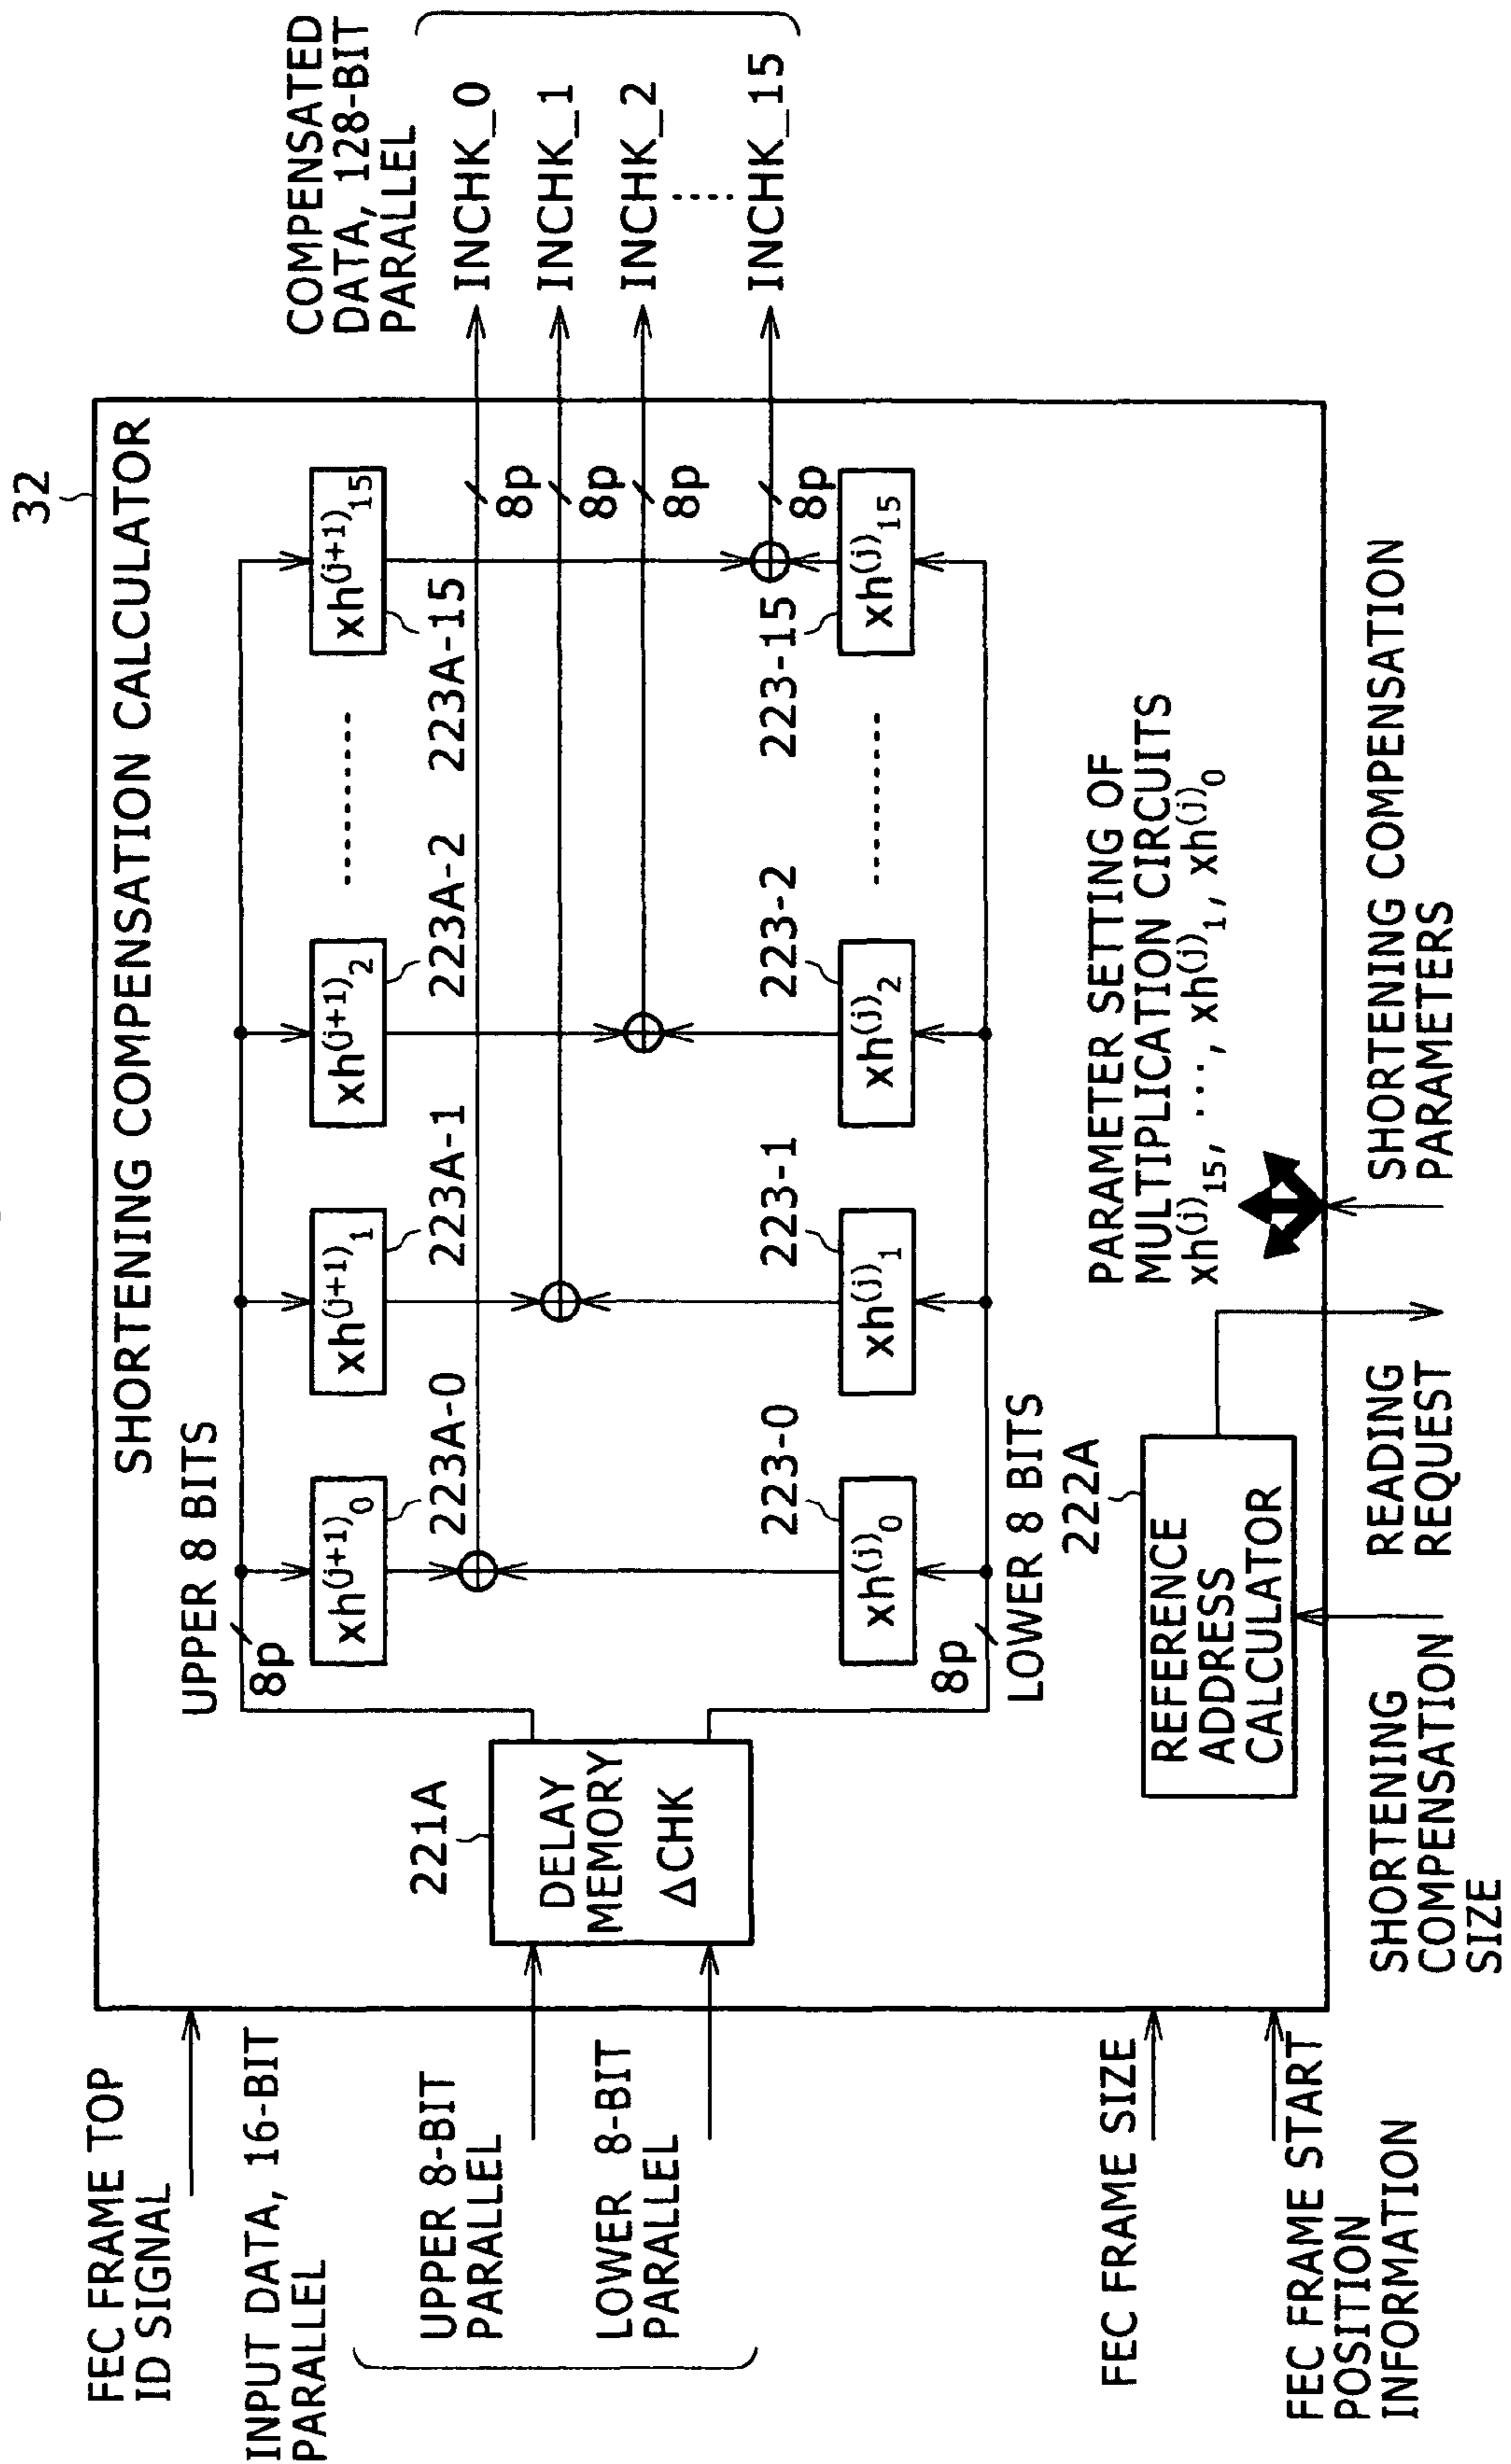 32
SHORTENING COMPENSATION CALCULATOR
FEC FRAME TOP
ID SIGNAL
INPUT DATA, 16-BIT
PARALLEL
UPPER 8-BIT
PARALLEL
LOWER 8-BIT
PARALLEL
FEC FRAME SIZE
FEC FRAME START
POSITION
INFORMATION
221A
DELAY
MEMORY
ΔCHK
UPPER 8 BITS
8p
xh(j+1)0
xh(j+1)1
xh(j+1)2
xh(j+1)15
223A-0
223A-1
223A-2
223A-15
8p
8p
8p
8p
COMPENSATED
DATA, 128-BIT
PARALLEL
INCHK_0
INCHK_1
INCHK_2
INCHK_15
223-0
223-1
223-2
223-15
xh(j)0
xh(j)1
xh(j)2
xh(j)15
8p
LOWER 8 BITS
222A
REFERENCE
ADDRESS
CALCULATOR
PARAMETER SETTING OF
MULTIPLICATION CIRCUITS
xh(j)15, ..., xh(j)1, xh(j)0
SHORTENING
COMPENSATION
SIZE
READING
REQUEST
SHORTENING COMPENSATION
PARAMETERS